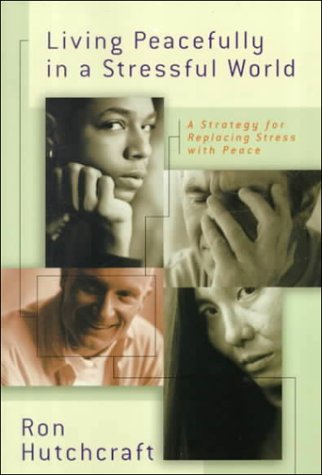 Living Peacefully
in a Stressful World
A Strategy for
Replacing Stress
with Peace
Ron
Hutchcraft